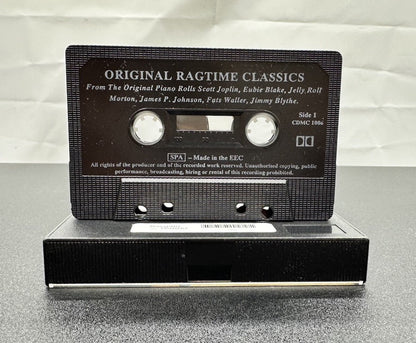 ORIGINAL RAGTIME CLASSICS
From The Original Piano Rolls Scott Joplin, Eubie Blake, Jelly Roll
Morton, James P. Johnson, Fats Waller, Jimmy Blythe.
Side 1
CDMC 1006
SPA – Made in the EEC
All rights of the producer and of the recorded work reserved. Unauthorised copying, public
performance, broadcasting, hiring or rental of this recording prohibited.